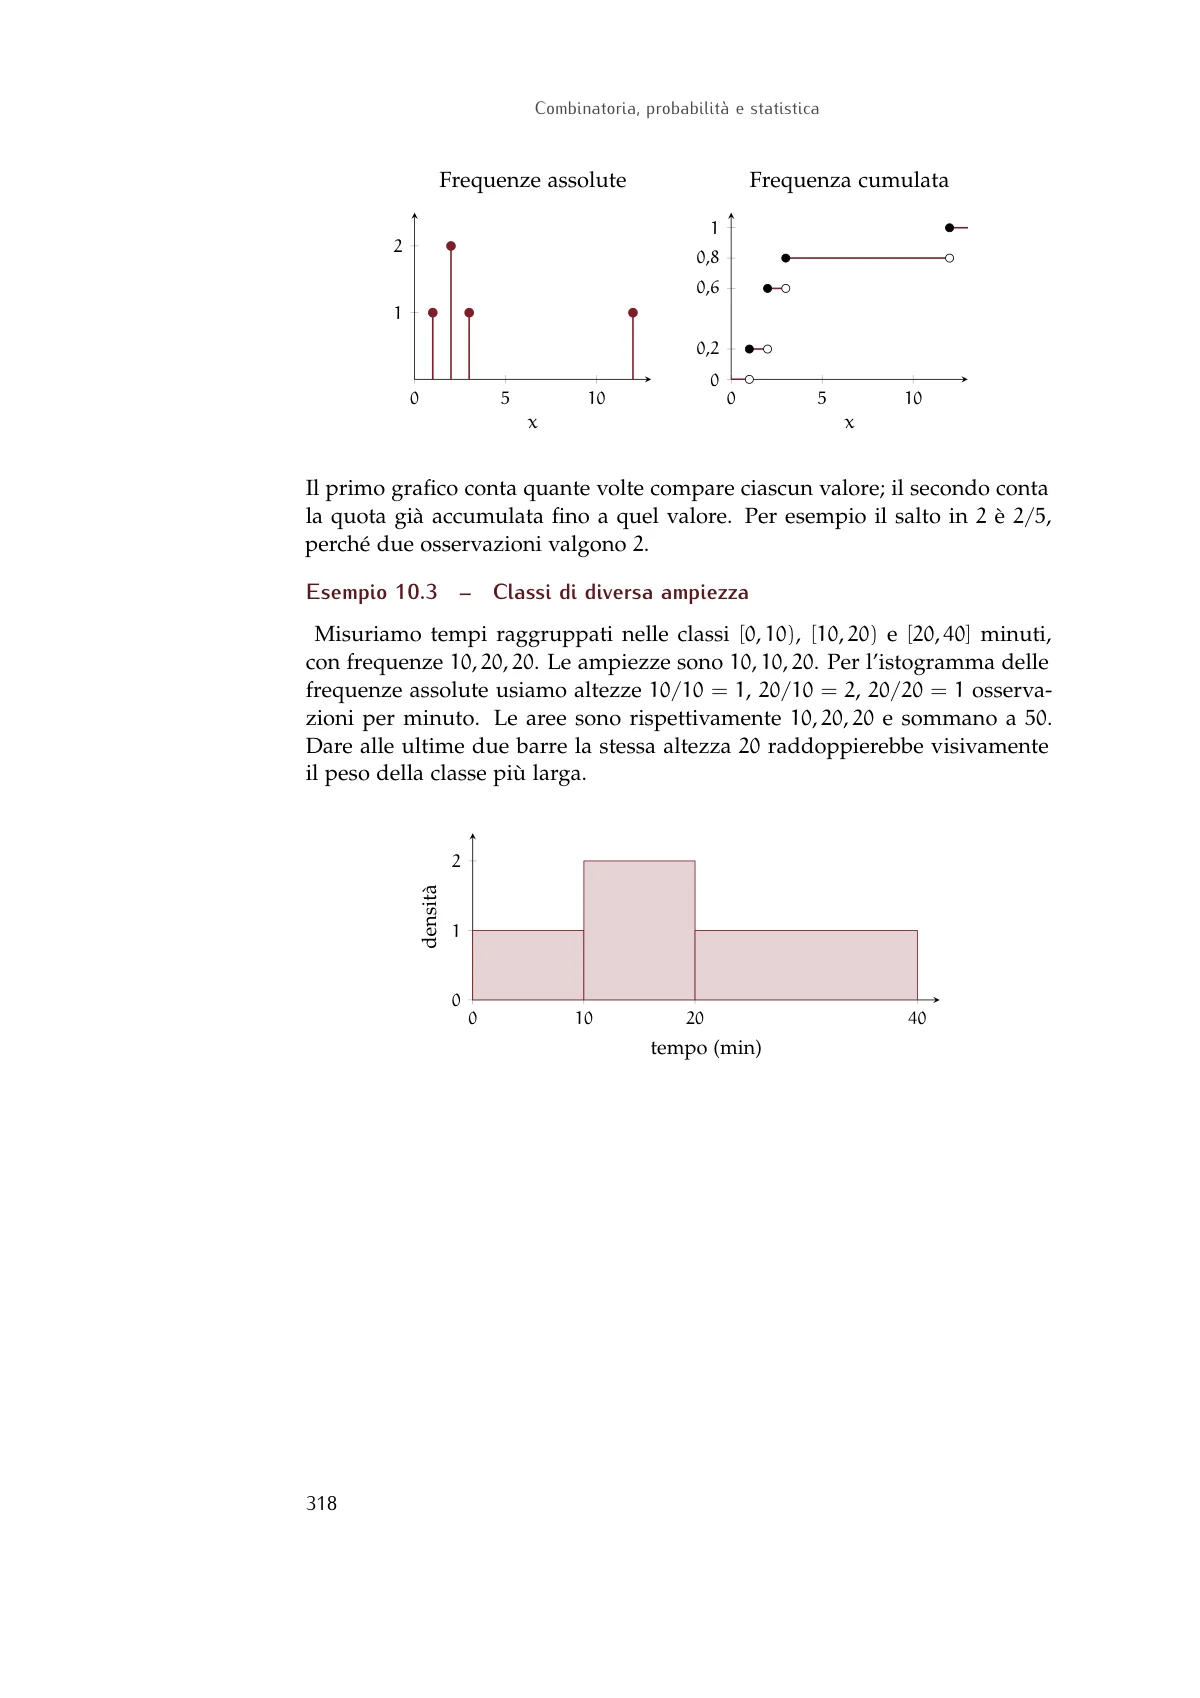 Combinatoria, probabilità e statistica
Frequenze assolute
2
1
0 5 10
x
Frequenza cumulata
1
0,8
0,6
0,2
0
0 5 10
x
Il primo grafico conta quante volte compare ciascun valore; il secondo conta
la quota già accumulata fino a quel valore. Per esempio il salto in 2 è 2/5,
perché due osservazioni valgono 2.
Esempio 10.3 – Classi di diversa ampiezza
Misuriamo tempi raggruppati nelle classi [0, 10), [10, 20) e [20, 40] minuti,
con frequenze 10, 20, 20. Le ampiezze sono 10, 10, 20. Per l'istogramma delle
frequenze assolute usiamo altezze 10/10 = 1, 20/10 = 2, 20/20 = 1 osserva-
zioni per minuto. Le aree sono rispettivamente 10, 20, 20 e sommano a 50.
Dare alle ultime due barre la stessa altezza 20 raddoppierebbe visivamente
il peso della classe più larga.
densità
2
1
0
0 10 20 40
tempo (min)
318